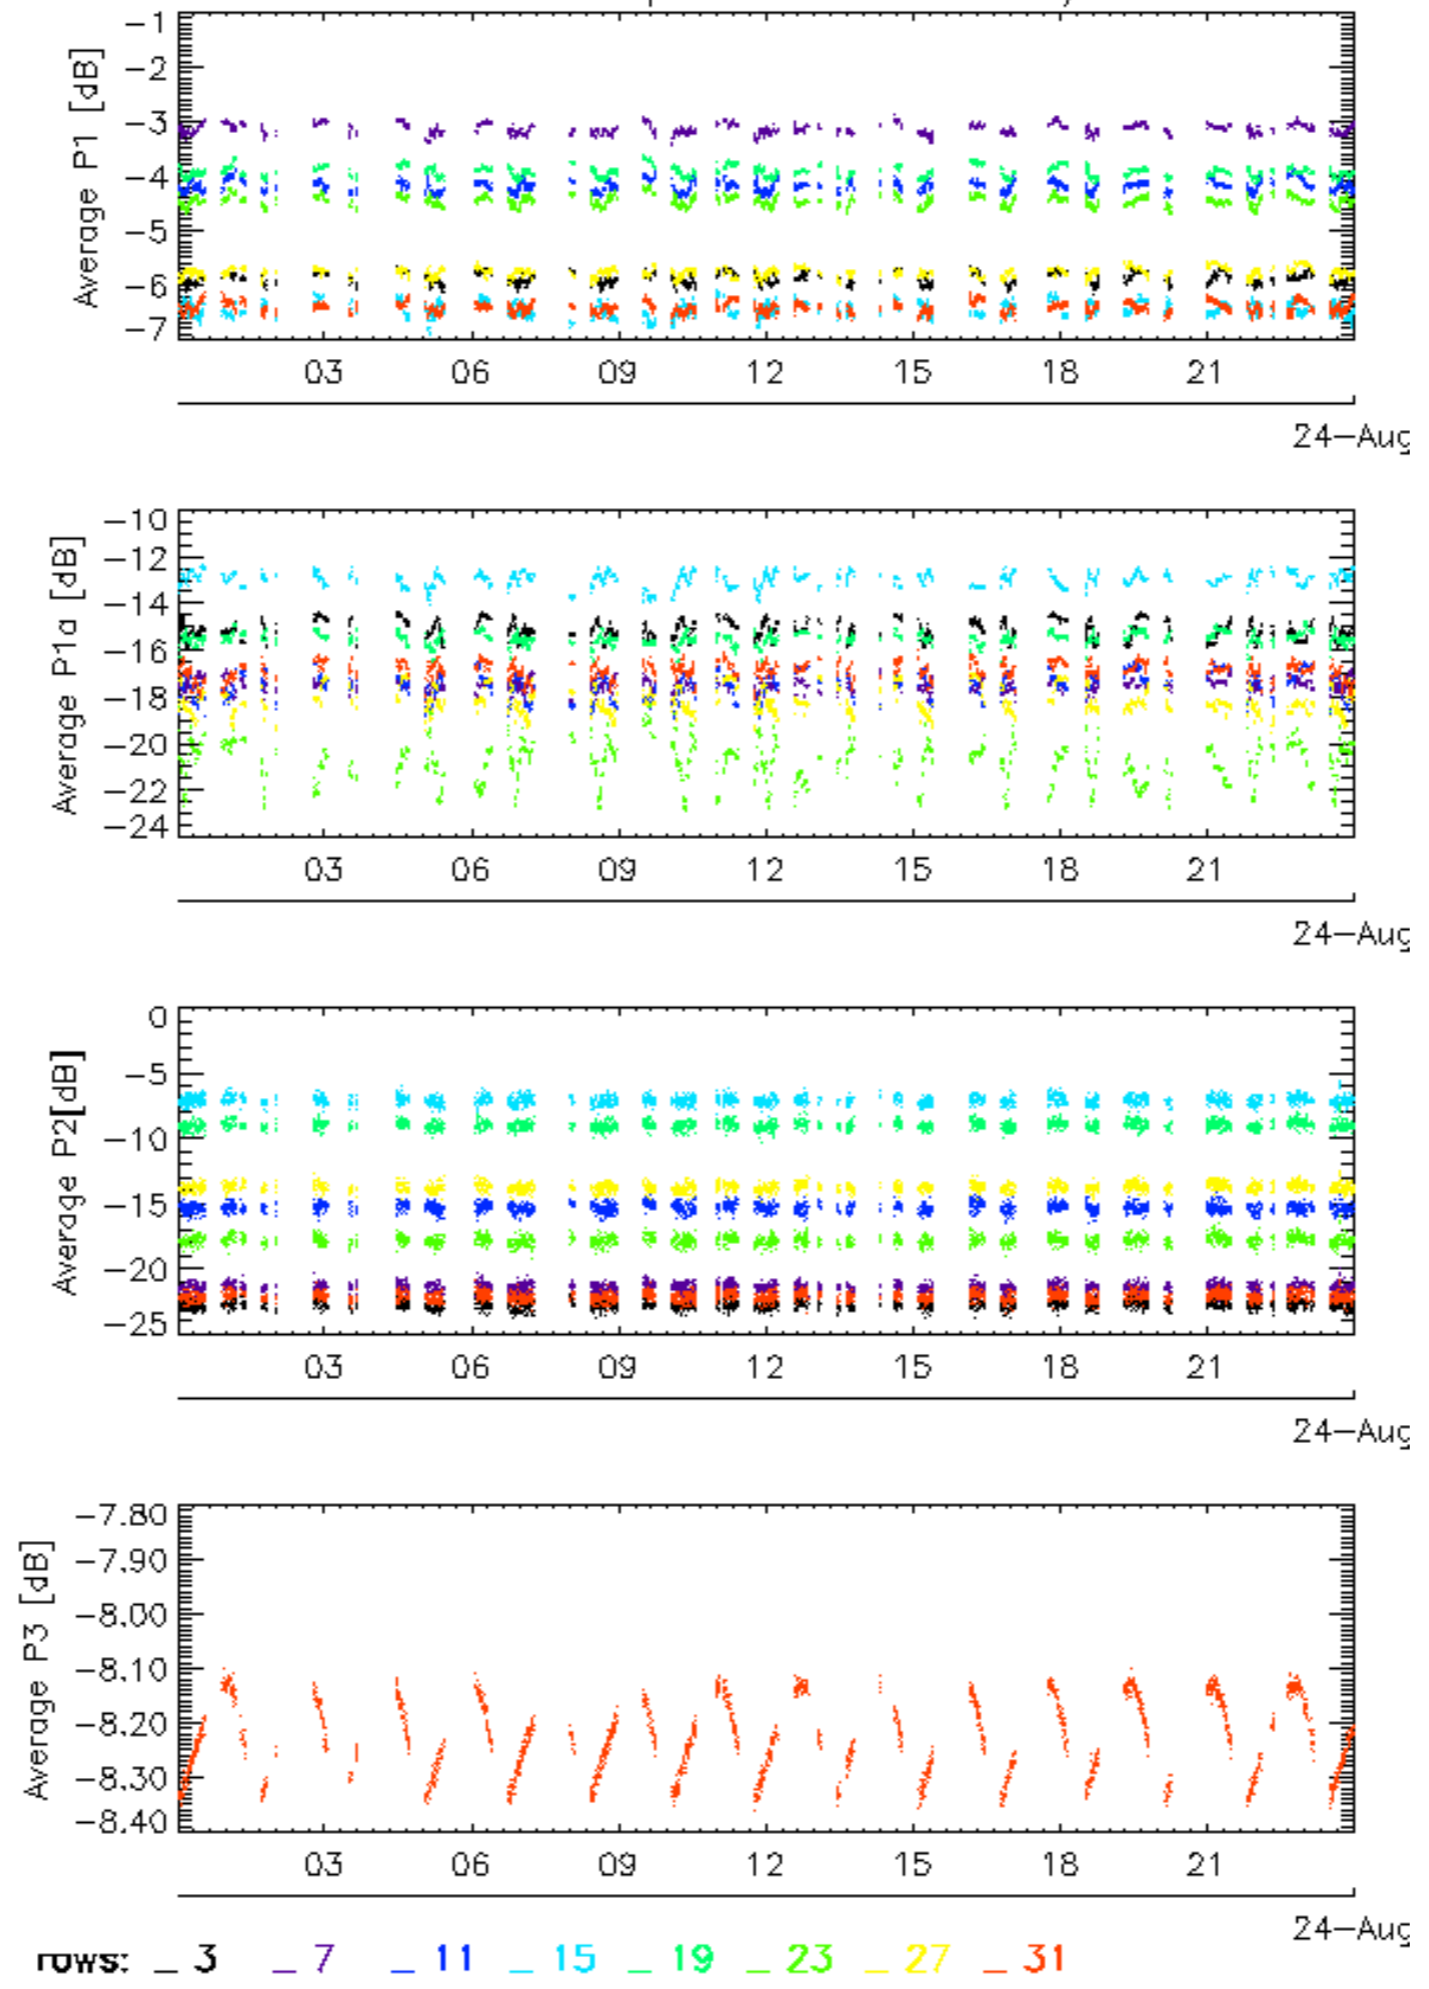 Average P1 [dB]
−1
−2
−3
−4
−5
−6
−7
03 06 09 12 15 18 21
24−Aug
Average P1a [dB]
−10
−12
−14
−16
−18
−20
−22
−24
03 06 09 12 15 18 21
24−Aug
Average P2[dB]
0
−5
−10
−15
−20
−25
03 06 09 12 15 18 21
24−Aug
Average P3 [dB]
−7.80
−7.90
−8.00
−8.10
−8.20
−8.30
−8.40
03 06 09 12 15 18 21
24−Aug
rows: _ 3 _ 7 _ 11 _ 15 _ 19 _ 23 _ 27 _ 31